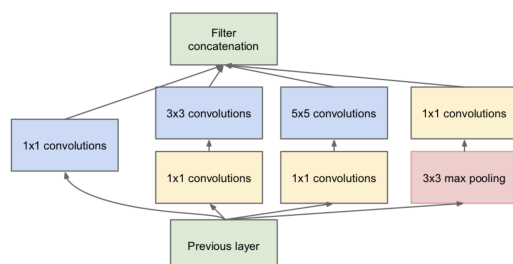 Filter
concatenation
3x3 convolutions
5x5 convolutions
1x1 convolutions
1x1 convolutions
1x1 convolutions
1x1 convolutions
3x3 max pooling
Previous layer